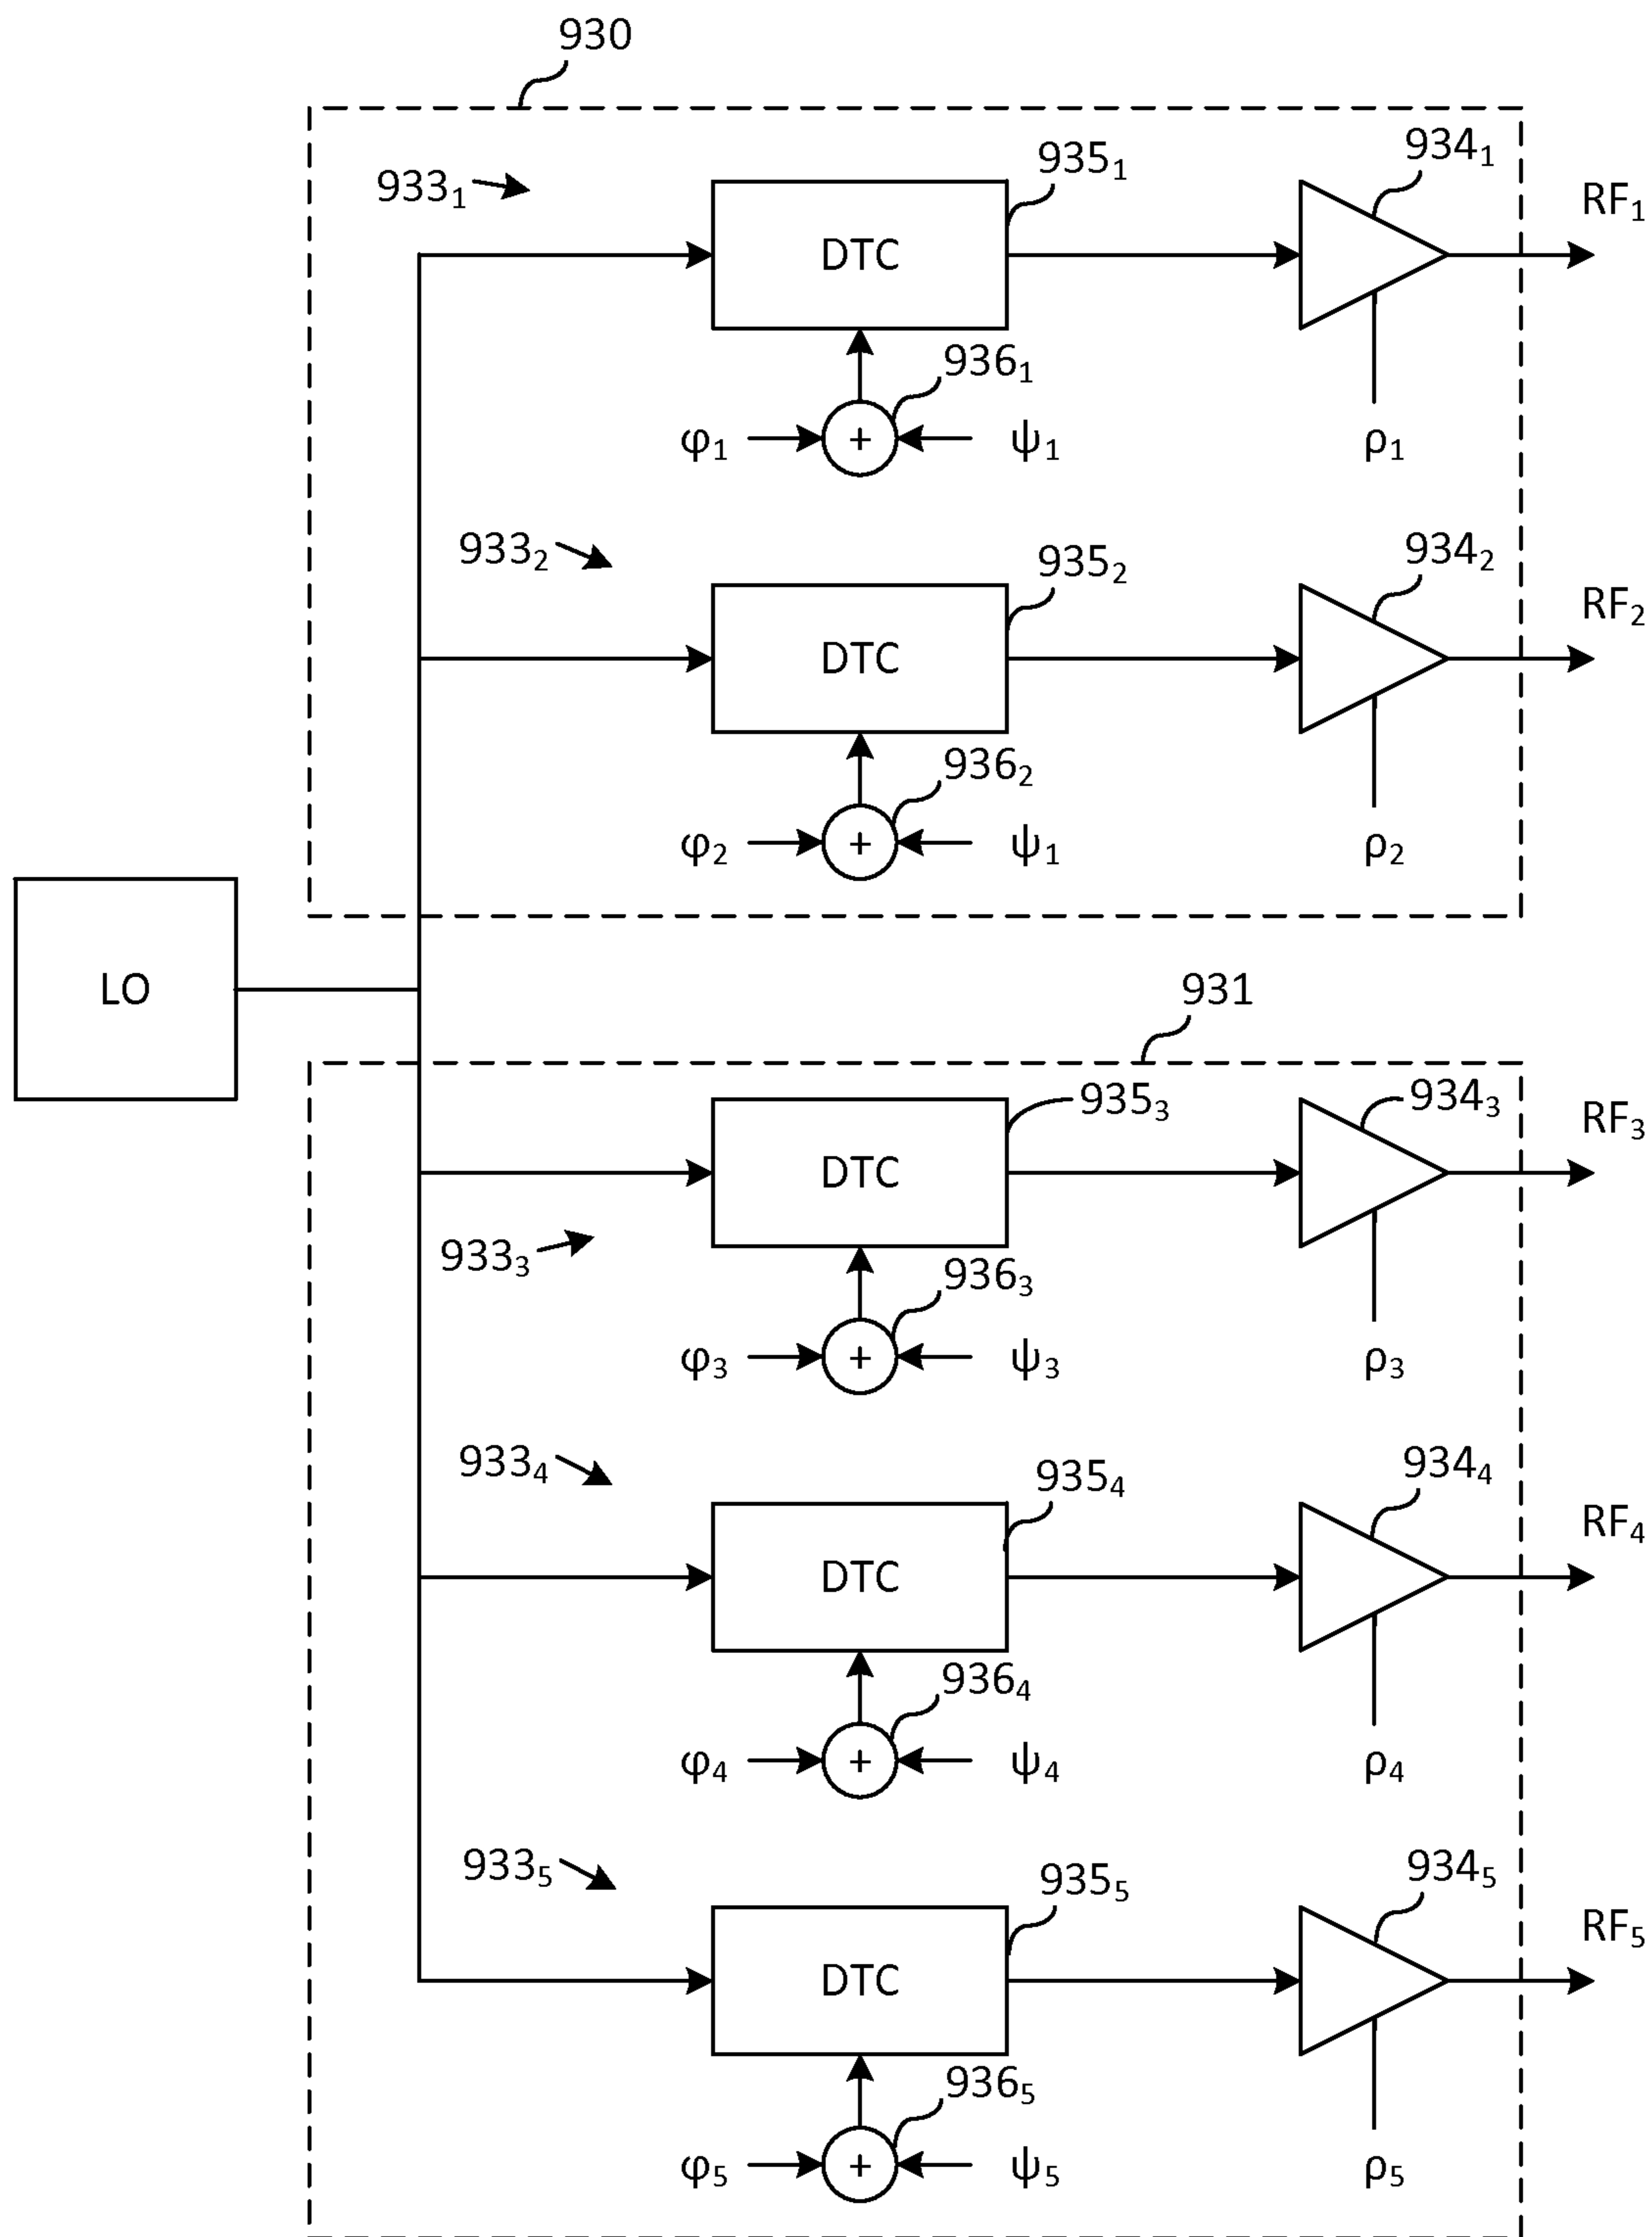 930
933₁
935₁
934₁
RF₁
DTC
936₁
φ₁
+
ψ₁
ρ₁
933₂
935₂
934₂
RF₂
DTC
936₂
φ₂
+
ψ₁
ρ₂
LO
931
935₃
934₃
RF₃
DTC
933₃
936₃
φ₃
+
ψ₃
ρ₃
933₄
935₄
934₄
RF₄
DTC
936₄
φ₄
+
ψ₄
ρ₄
933₅
935₅
934₅
RF₅
DTC
936₅
φ₅
+
ψ₅
ρ₅